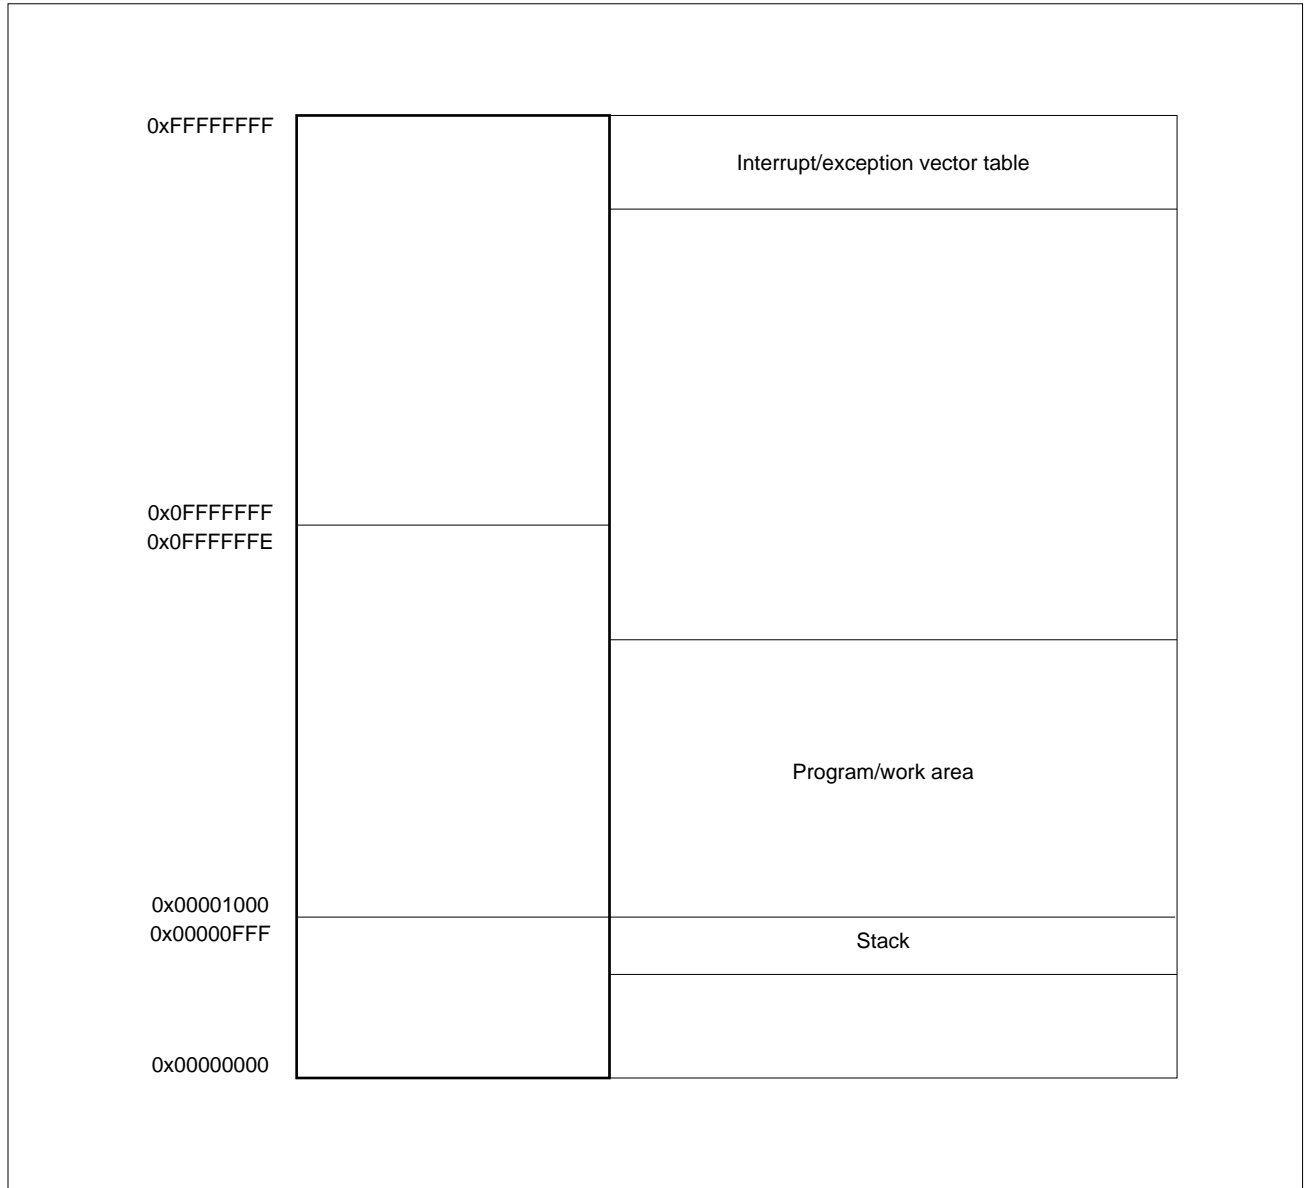 0xFFFFFFFF
Interrupt/exception vector table
0x0FFFFFFF
0x0FFFFFFE
Program/work area
0x00001000
0x00000FFF
Stack
0x00000000